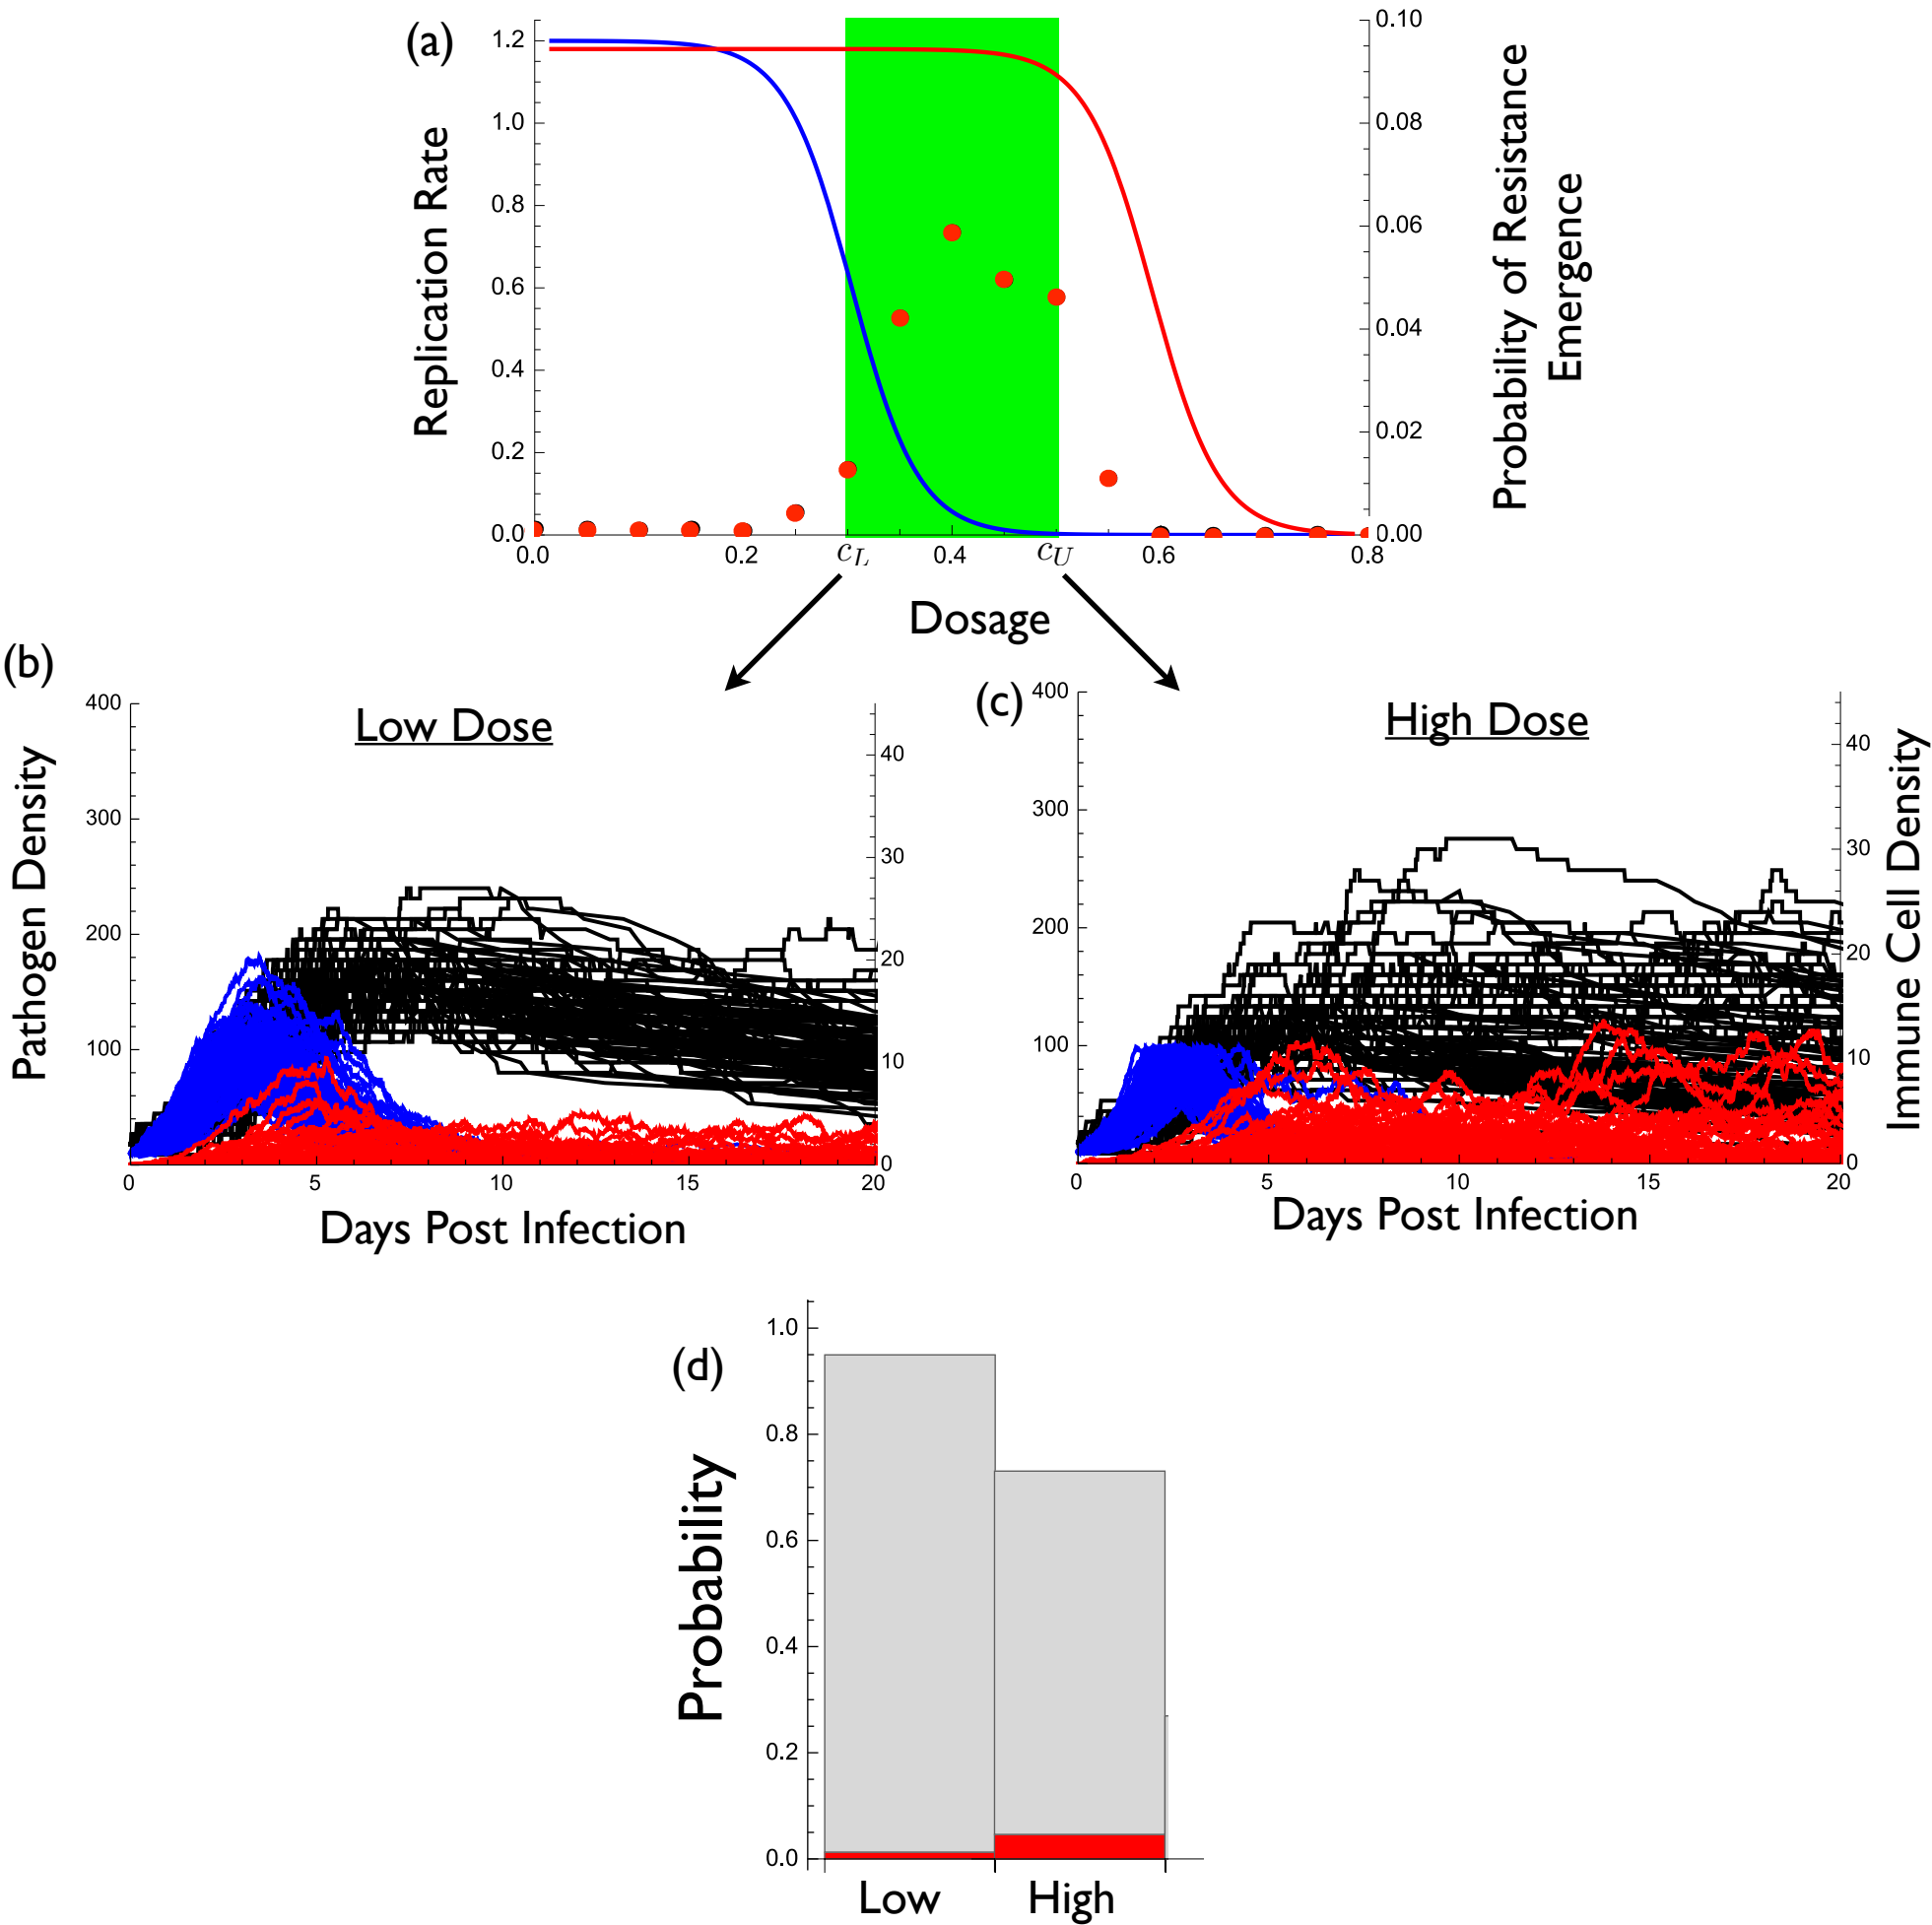 (a)
Replication Rate
1.2
1.0
0.8
0.6
0.4
0.2
0.0
0.0
0.2
c_L
0.4
c_U
0.6
0.8
Dosage
0.10
0.08
0.06
0.04
0.02
0.00
Probability of Resistance
Emergence
(b)
Low Dose
Pathogen Density
400
300
200
100
0
5
10
15
20
40
30
20
10
0
Days Post Infection
(c)
High Dose
400
300
200
100
0
5
10
15
20
40
30
20
10
0
Immune Cell Density
Days Post Infection
(d)
Probability
1.0
0.8
0.6
0.4
0.2
0.0
Low
High